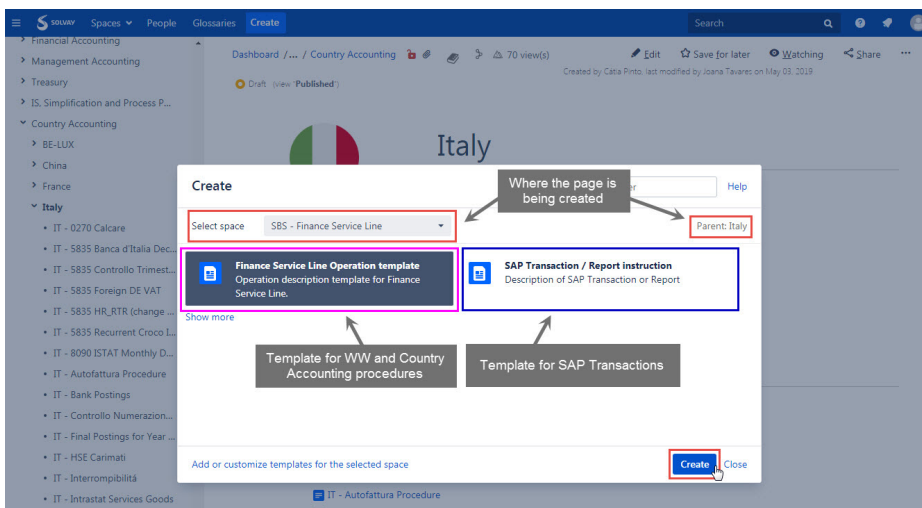 SOLVAY Spaces People Glossaries Create Search
Financial Accounting
Management Accounting
Treasury
IS. Simplification and Process P...
Country Accounting
BE-LUX
China
France
Italy
IT - 0270 Calcare
IT - 5835 Banca d'Italia Dec...
IT - 5835 Controllo Trimest...
IT - 5835 Foreign DE VAT
IT - 5835 HR_RTR (change ...
IT - 5835 Recurrent Croco I...
IT - 8090 ISTAT Monthly D...
IT - Autofattura Procedure
IT - Bank Postings
IT - Controllo Numerazion...
IT - Final Postings for Year ...
IT - HSE Carimati
IT - Interrompibilità
IT - Intrastat Services Goods
Dashboard /... / Country Accounting 70 view(s) Edit Save for later Watching Share ...
Created by Catia Pinto, last modified by Joana Tavares on May 03, 2019
Draft (view "Published")
Italy
Create
Help
Where the page is
being created
Select space SBS - Finance Service Line
Parent: Italy
Finance Service Line Operation template
Operation description template for Finance
Service Line.
SAP Transaction / Report instruction
Description of SAP Transaction or Report
Show more
Template for WW and Country
Accounting procedures
Template for SAP Transactions
Add or customize templates for the selected space
Create Close
IT - Autofattura Procedure